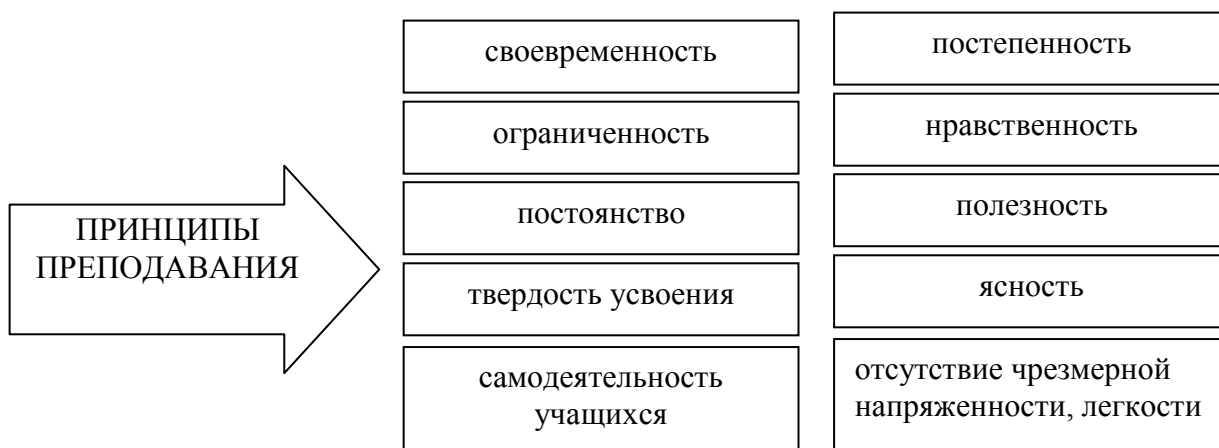 ПРИНЦИПЫ
ПРЕПОДАВАНИЯ
своевременность
ограниченность
постоянство
твердость усвоения
самодеятельность
учащихся
постепенность
нравственность
полезность
ясность
отсутствие чрезмерной
напряженности, легкости